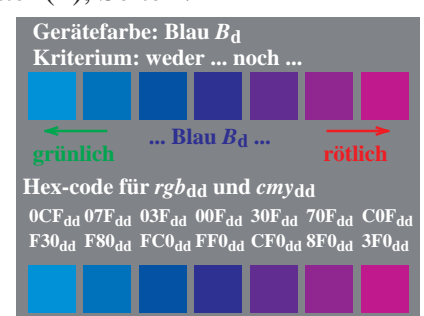 Gerätefarbe: Blau Bd
Kriterium: weder ... noch ...
... Blau Bd ...
grünlich rötlich
Hex-code für rgbdd und cmydd
0CFdd 07Fdd 03Fdd 00Fdd 30Fdd 70Fdd C0Fdd
F30dd F80dd FC0dd FF0dd CF0dd 8F0dd 3F0dd